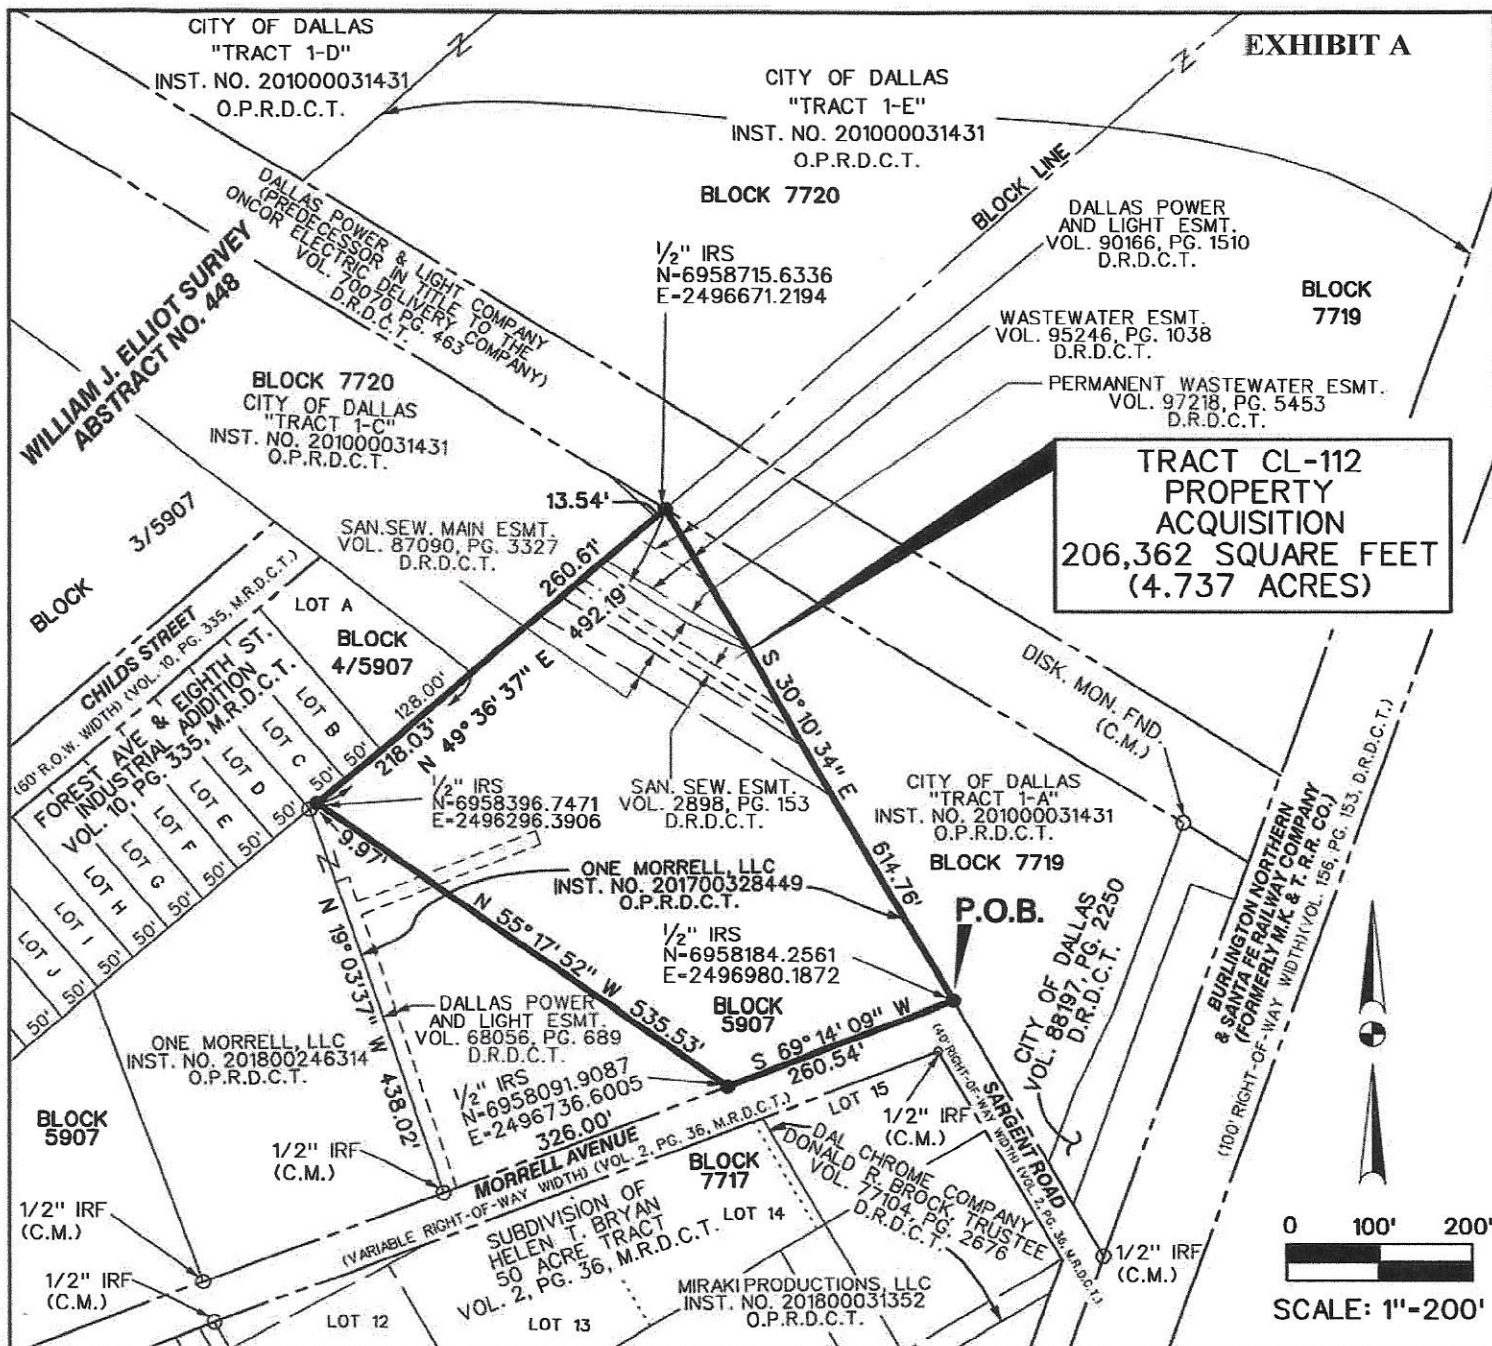 EXHIBIT A
CITY OF DALLAS
"TRACT 1-D"
INST. NO. 201000031431
O.P.R.D.C.T.
CITY OF DALLAS
"TRACT 1-E"
INST. NO. 201000031431
O.P.R.D.C.T.
BLOCK 7720
BLOCK LINE
DALLAS POWER & LIGHT COMPANY
(PREDECESSOR IN TITLE TO THE
ONCOR ELECTRIC DELIVERY COMPANY)
VOL. 70070, PG. 463
D.R.D.C.T.
WILLIAM J. ELLIOT SURVEY
ABSTRACT NO. 448
1/2" IRS
N=6958715.6336
E=2496671.2194
DALLAS POWER
AND LIGHT ESMT.
VOL. 90166, PG. 1510
D.R.D.C.T.
BLOCK
7719
WASTEWATER ESMT.
VOL. 95246, PG. 1038
D.R.D.C.T.
PERMANENT WASTEWATER ESMT.
VOL. 97218, PG. 5453
D.R.D.C.T.
BLOCK 7720
CITY OF DALLAS
"TRACT 1-C"
INST. NO. 201000031431
O.P.R.D.C.T.
TRACT CL-112
PROPERTY
ACQUISITION
206,362 SQUARE FEET
(4.737 ACRES)
13.54'
SAN.SEW. MAIN ESMT.
VOL. 87090, PG. 3327
D.R.D.C.T.
260.61'
492.19'
N 49° 36' 37" E
218.03'
128.00'
BLOCK
3/5907
CHILDS STREET
(60' R.O.W. WIDTH) (VOL. 10, PG. 335, M.R.D.C.T.)
LOT A
BLOCK
4/5907
FOREST AVE & EIGHTH ST.
INDUSTRIAL ADIDITION
VOL. 10, PG. 335, M.R.D.C.T.
LOT B
LOT C
LOT D
LOT E
LOT F
LOT G
LOT H
LOT I
LOT J
50'
50'
50'
50'
50'
50'
50'
50'
50'
50'
S 30° 10' 34" E
614.76'
DISK. MON. FND.
(C.M.)
1/2" IRS
N=6958396.7471
E=2496296.3906
SAN. SEW. ESMT.
VOL. 2898, PG. 153
D.R.D.C.T.
CITY OF DALLAS
"TRACT 1-A"
INST. NO. 201000031431
O.P.R.D.C.T.
BLOCK 7719
BURLINGTON NORTHERN
& SANTA FE RAILWAY COMPANY
(FORMERLY M.K. & T. R.R. CO.)
(100' RIGHT-OF-WAY WIDTH)(VOL. 156, PG. 153, D.R.D.C.T.)
9.97'
ONE MORRELL, LLC
INST. NO. 201700328449
O.P.R.D.C.T.
P.O.B.
1/2" IRS
N=6958184.2561
E=2496980.1872
N 55° 17' 52" W
535.53'
N 19° 03'37" W
438.02'
BLOCK
5907
S 69° 14' 09" W
260.54'
CITY OF DALLAS
VOL. 88197, PG. 2250
D.R.D.C.T.
DALLAS POWER
AND LIGHT ESMT.
VOL. 68056, PG. 689
D.R.D.C.T.
ONE MORRELL, LLC
INST. NO. 201800246314
O.P.R.D.C.T.
BLOCK
5907
1/2" IRS
N=6958091.9087
E=2496736.6005
326.00'
MORRELL AVENUE
(VARIABLE RIGHT-OF-WAY WIDTH) (VOL. 2, PG. 36, M.R.D.C.T.)
LOT 15
1/2" IRF
(C.M.)
SARGENT ROAD
(40' RIGHT-OF-WAY WIDTH) (VOL. 2, PG. 36, M.R.D.C.T.)
1/2" IRF
(C.M.)
1/2" IRF
(C.M.)
1/2" IRF
(C.M.)
BLOCK
7717
SUBDIVISION OF
HELEN T. BRYAN
50 ACRE TRACT
VOL. 2, PG. 36, M.R.D.C.T.
LOT 14
DAL CHROME COMPANY
DONALD R. BROCK, TRUSTEE
VOL. 77104, PG. 2676
D.R.D.C.T.
1/2" IRF
(C.M.)
MIRAKI PRODUCTIONS, LLC
INST. NO. 201800031352
O.P.R.D.C.T.
LOT 12
LOT 13
0 100' 200'
SCALE: 1"=200'